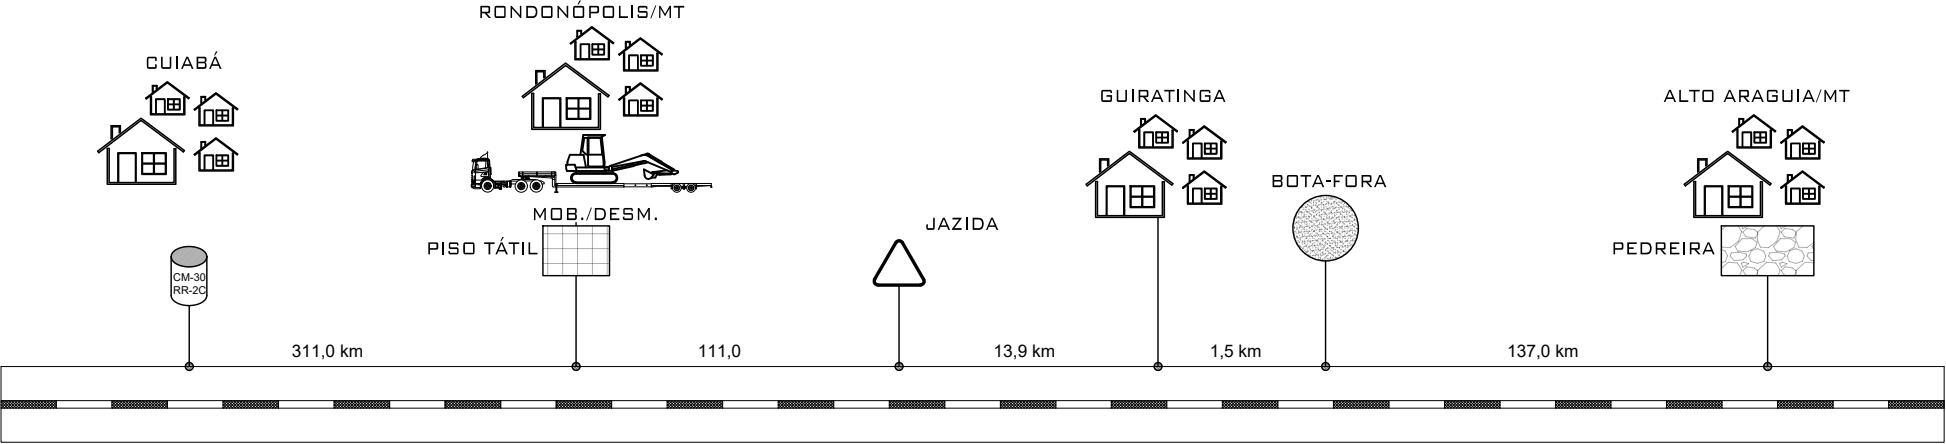 RONDONÓPOLIS/MT
CUIABÁ
GUIRATINGA
ALTO ARAGUIA/MT
BOTA-FORA
MOB./DESM.
JAZIDA
PISO TÁTIL
PEDREIRA
CM-30
RR-2C
311,0 km
111,0
13,9 km
1,5 km
137,0 km